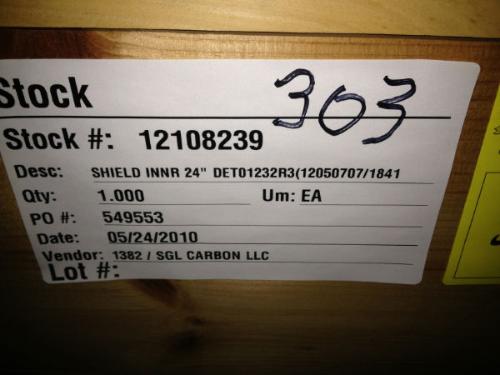 Stock
303
Stock #: 12108239
Desc: SHIELD INNR 24" DET01232R3(12050707/1841
Qty: 1.000 Um: EA
PO #: 549553
Date: 05/24/2010
Vendor: 1382 / SGL CARBON LLC
Lot #: